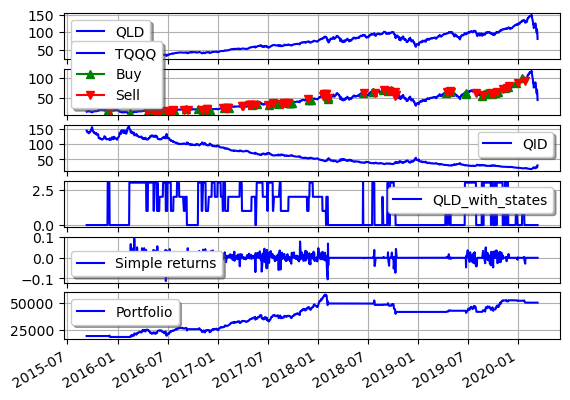 150
QLD
100
50
TQQQ
Buy
Sell
100
50
150
100
50
QID
2.5
0.0
QLD_with_states
0.1
0.0
−0.1
Simple returns
50000
25000
Portfolio
2015-07 2016-01 2016-07 2017-01 2017-07 2018-01 2018-07 2019-01 2019-07 2020-01